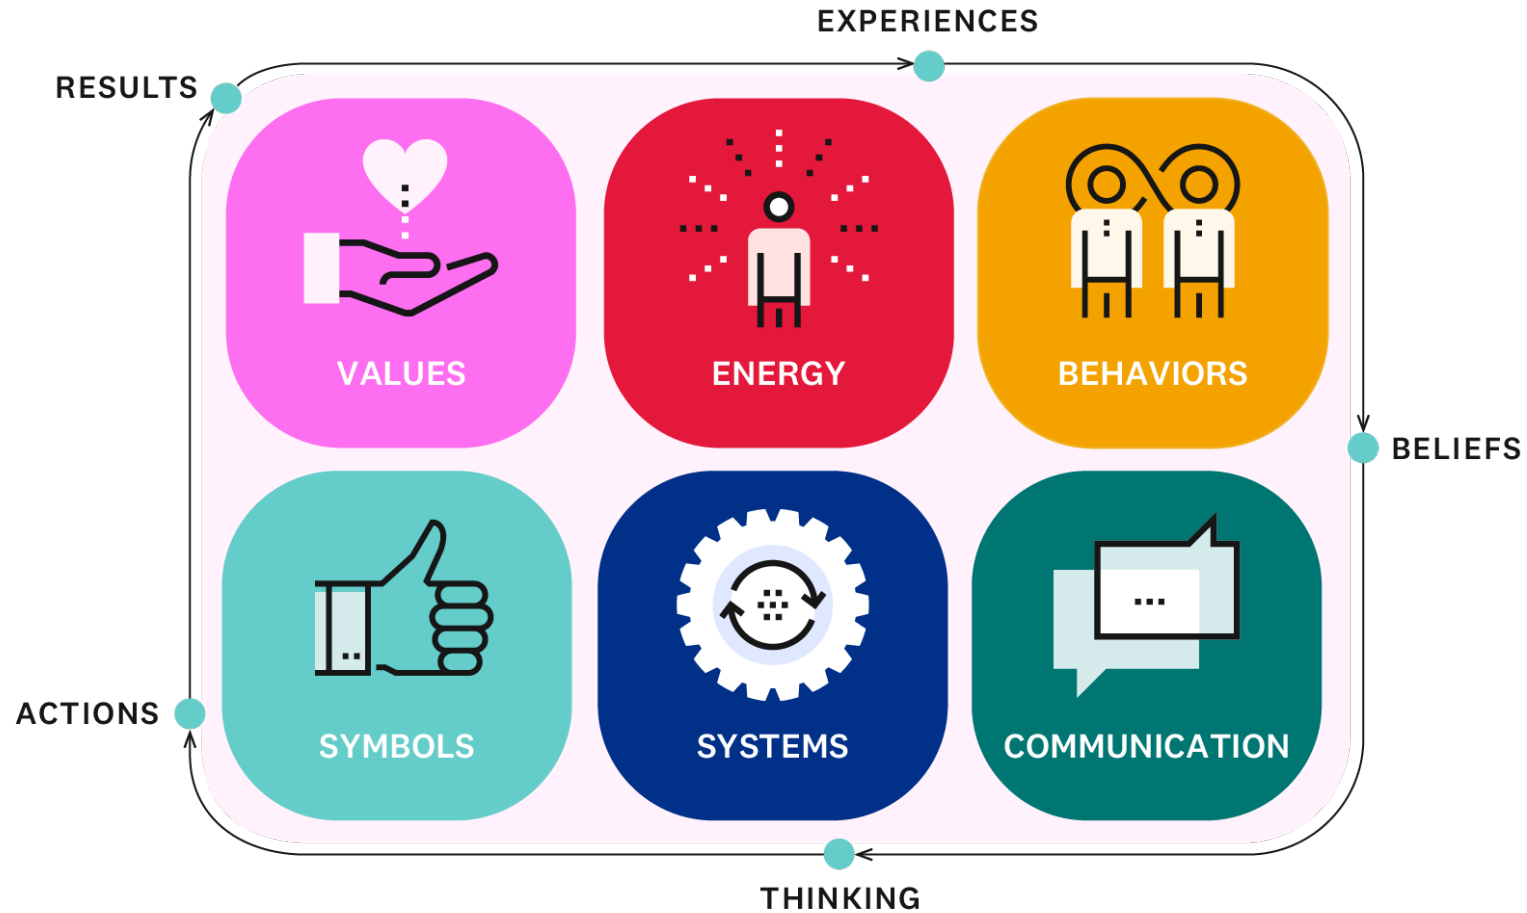 EXPERIENCES
RESULTS
VALUES
ENERGY
BEHAVIORS
BELIEFS
ACTIONS
SYMBOLS
SYSTEMS
COMMUNICATION
THINKING